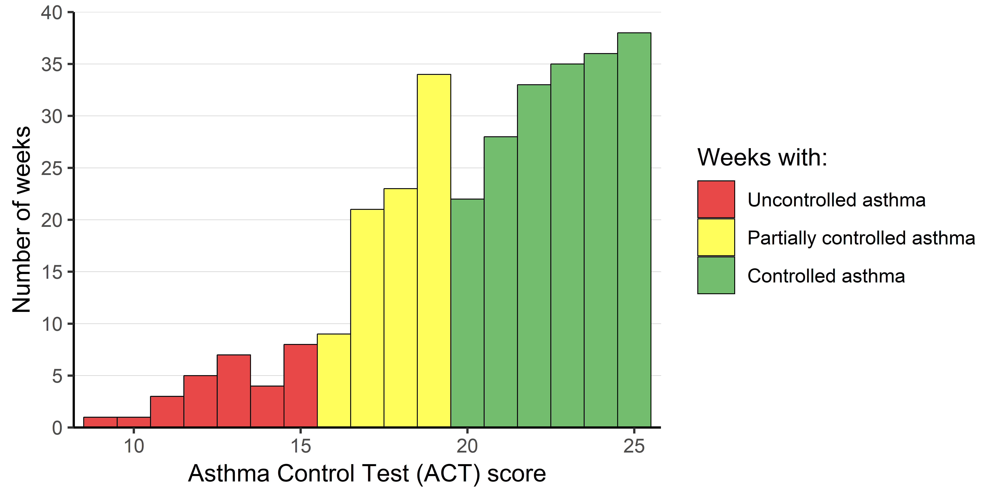 40
35
30
25
20
15
10
5
0
Number of weeks
10 15 20 25
Asthma Control Test (ACT) score
Weeks with:
Uncontrolled asthma
Partially controlled asthma
Controlled asthma